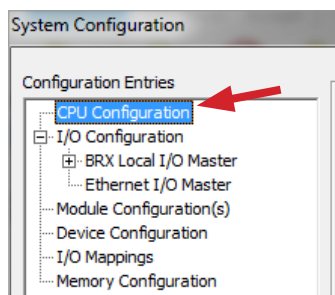 System Configuration
Configuration Entries
CPU Configuration
I/O Configuration
BRX Local I/O Master
Ethernet I/O Master
Module Configuration(s)
Device Configuration
I/O Mappings
Memory Configuration